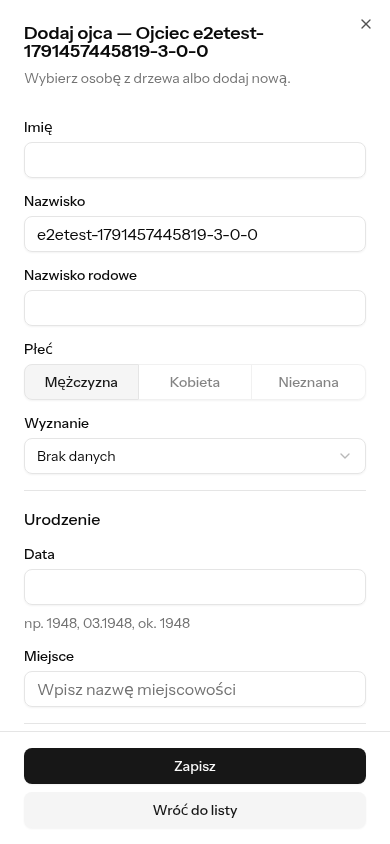 Dodaj ojca — Ojciec e2etest-
1791457445819-3-0-0
Wybierz osobę z drzewa albo dodaj nową.
Imię
Nazwisko
e2etest-1791457445819-3-0-0
Nazwisko rodowe
Płeć
Mężczyzna
Kobieta
Nieznana
Wyznanie
Brak danych
Urodzenie
Data
np. 1948, 03.1948, ok. 1948
Miejsce
Wpisz nazwę miejscowości
Zapisz
Wróć do listy